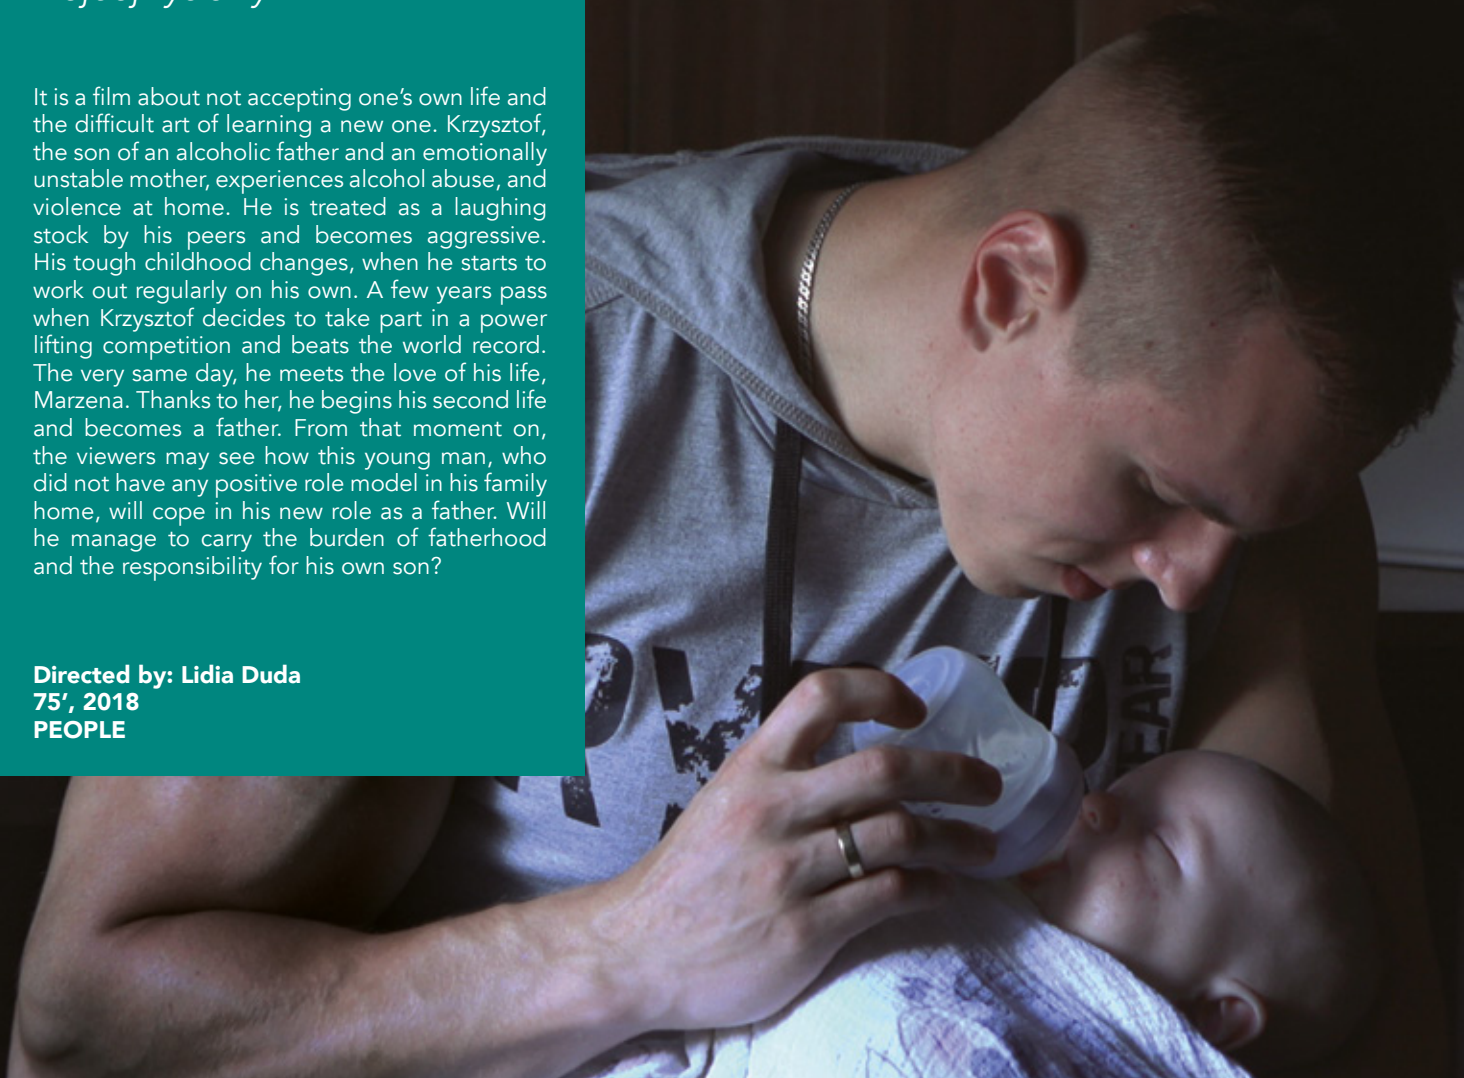 It is a film about not accepting one's own life and
the difficult art of learning a new one. Krzysztof,
the son of an alcoholic father and an emotionally
unstable mother, experiences alcohol abuse, and
violence at home. He is treated as a laughing
stock by his peers and becomes aggressive.
His tough childhood changes, when he starts to
work out regularly on his own. A few years pass
when Krzysztof decides to take part in a power
lifting competition and beats the world record.
The very same day, he meets the love of his life,
Marzena. Thanks to her, he begins his second life
and becomes a father. From that moment on,
the viewers may see how this young man, who
did not have any positive role model in his family
home, will cope in his new role as a father. Will
he manage to carry the burden of fatherhood
and the responsibility for his own son?
Directed by: Lidia Duda
75’, 2018
PEOPLE